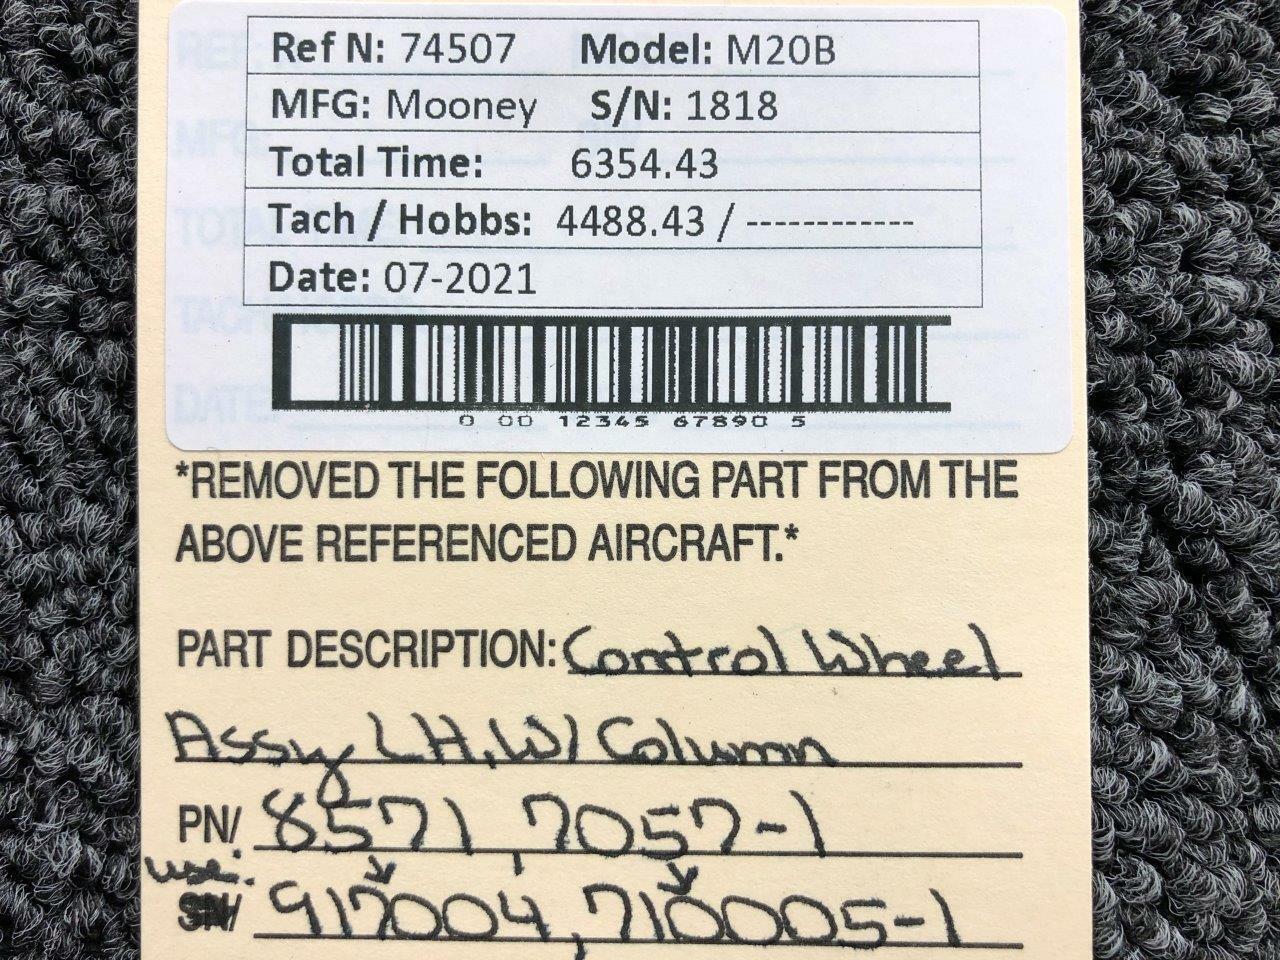 Ref N: 74507 Model: M20B
MFG: Mooney S/N: 1818
Total Time: 6354.43
Tach / Hobbs: 4488.43 / ------------
Date: 07-2021
0 00 12345 67890 5
*REMOVED THE FOLLOWING PART FROM THE
ABOVE REFERENCED AIRCRAFT.*
PART DESCRIPTION: Control Wheel
Assy LH, W/ Column
PN/ 8571, 7057-1
use:
SN/ 917004, 710005-1